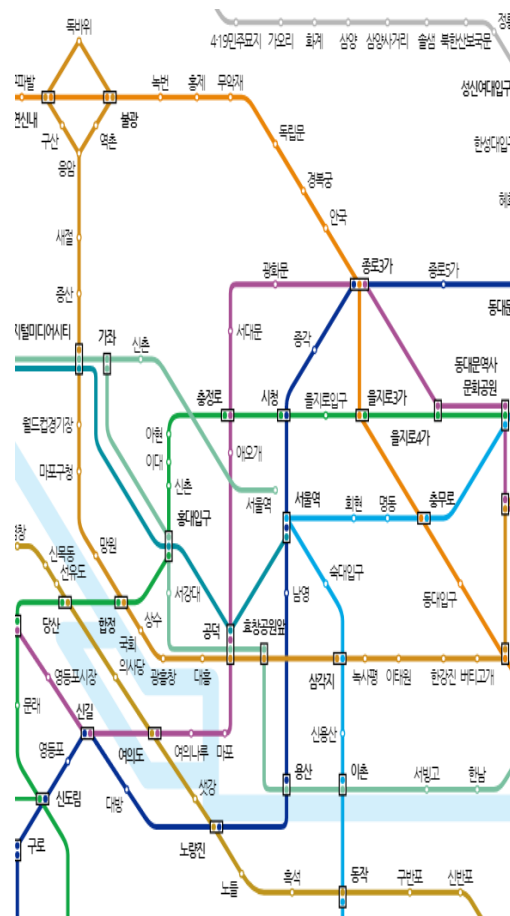 독바위
4·19민주묘지 가오리 화계 삼양 삼양사거리 솔샘 북한산보국문
정릉
파발
녹번 홍제 무악재
성신여대입구
연신내
불광
구산 역촌
독립문
한성대입구
응암
경복궁
안국
혜화
새절
광화문
종로3가
종로5가
증산
동대문
디지털미디어시티
가좌 신촌
서대문
종각
동대문역사
문화공원
충정로
시청
을지로입구
을지로3가
을지로4가
월드컵경기장
아현
이대
애오개
마포구청
신촌
서울역
서울역
회현 명동
충무로
홍대입구
신목동
선유도
망원
서강대
남영
숙대입구
동대입구
당산
합정
상수
공덕
효창공원앞
국회
의사당
광흥창 대흥
삼각지
녹사평 이태원 한강진 버티고개
영등포시장
문래
신길
여의도
여의나루 마포
신용산
영등포
대방
샛강
용산
이촌
서빙고 한남
신도림
구로
노량진
노들
흑석
동작
구반포 신반포